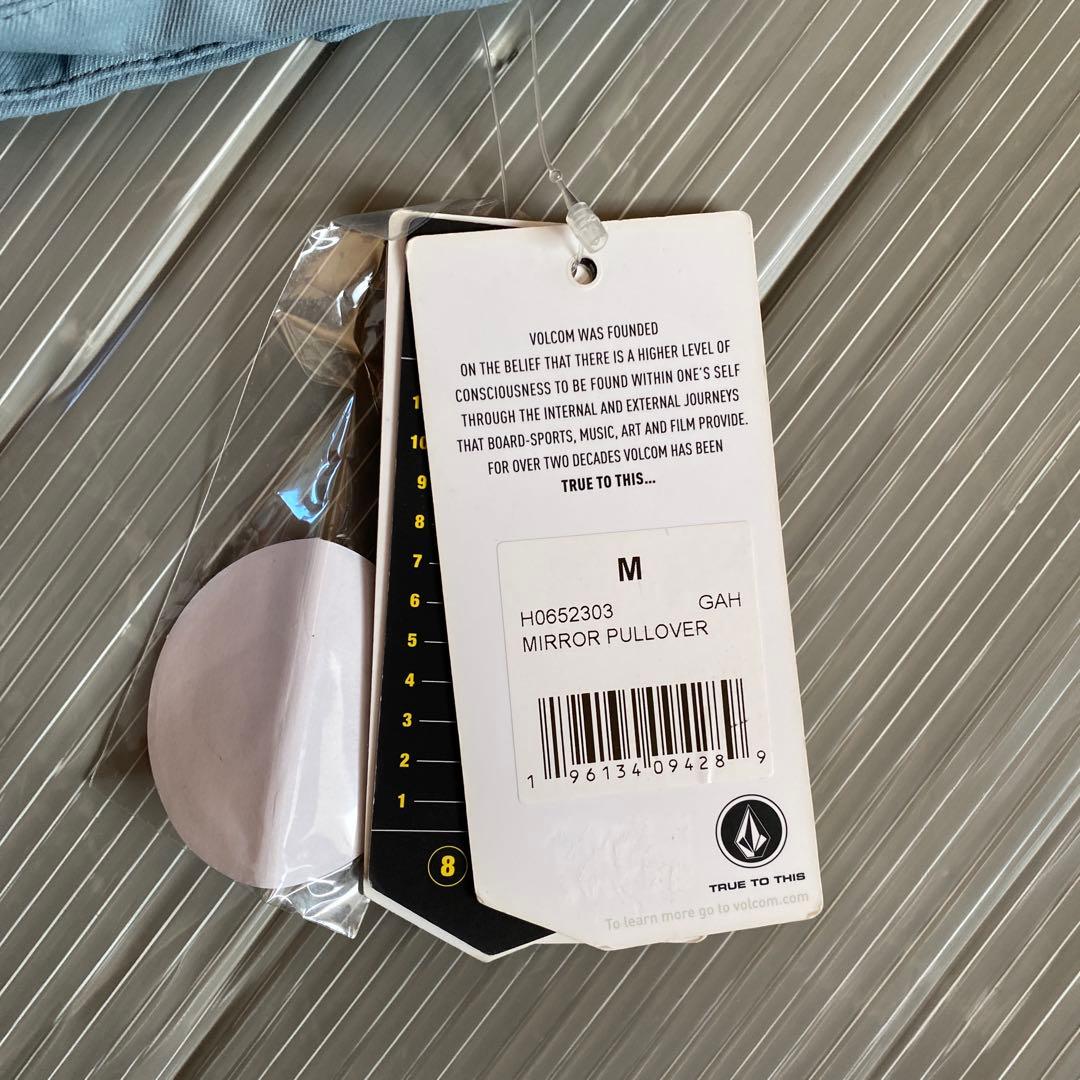 VOLCOM WAS FOUNDED
ON THE BELIEF THAT THERE IS A HIGHER LEVEL OF
CONSCIOUSNESS TO BE FOUND WITHIN ONE'S SELF
THROUGH THE INTERNAL AND EXTERNAL JOURNEYS
THAT BOARD-SPORTS, MUSIC, ART AND FILM PROVIDE.
FOR OVER TWO DECADES VOLCOM HAS BEEN
TRUE TO THIS...
M
H0652303 GAH
MIRROR PULLOVER
1 96134 09428 9
TRUE TO THIS
To learn more go to volcom.com
10
9
8
7
6
5
4
3
2
1
8